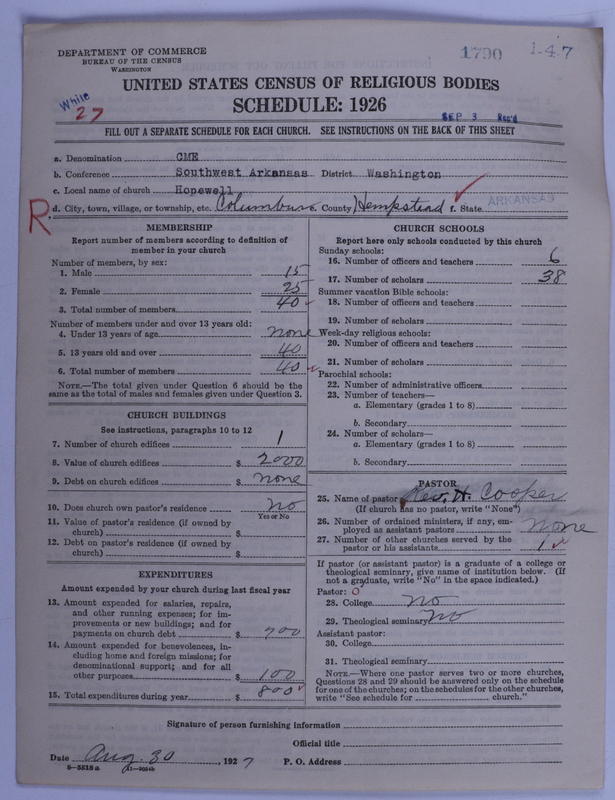 DEPARTMENT OF COMMERCE
BUREAU OF THE CENSUS
WASHINGTON
1790
1-4-7
UNITED STATES CENSUS OF RELIGIOUS BODIES
SCHEDULE: 1926
White
27
SEP 3 Rec'd
FILL OUT A SEPARATE SCHEDULE FOR EACH CHURCH. SEE INSTRUCTIONS ON THE BACK OF THIS SHEET
a. Denomination CME
b. Conference Southwest Arkansas District Washington
c. Local name of church Hopewell
R d. City, town, village, or township, etc. Columbus County Hempstead f. State ARKANSAS
MEMBERSHIP
Report number of members according to definition of
member in your church
Number of members, by sex:
1. Male 15
2. Female 25
3. Total number of members 40
Number of members under and over 13 years old:
4. Under 13 years of age none
5. 13 years old and over 40
6. Total number of members 40
NOTE.—The total given under Question 6 should be the
same as the total of males and females given under Question 3.
CHURCH BUILDINGS
See instructions, paragraphs 10 to 12
7. Number of church edifices 1
8. Value of church edifices $ 2000
9. Debt on church edifices $ none
10. Does church own pastor's residence no
Yes or No
11. Value of pastor's residence (if owned by
church) $
12. Debt on pastor's residence (if owned by
church) $
EXPENDITURES
Amount expended by your church during last fiscal year
13. Amount expended for salaries, repairs,
and other running expenses; for im-
provements or new buildings; and for
payments on church debt $ 700
14. Amount expended for benevolences, in-
cluding home and foreign missions; for
denominational support; and for all
other purposes $ 100
15. Total expenditures during year $ 800
CHURCH SCHOOLS
Report here only schools conducted by this church
Sunday schools:
16. Number of officers and teachers 6
17. Number of scholars 38
Summer vacation Bible schools:
18. Number of officers and teachers
19. Number of scholars
Week-day religious schools:
20. Number of officers and teachers
21. Number of scholars
Parochial schools:
22. Number of administrative officers
23. Number of teachers—
a. Elementary (grades 1 to 8)
b. Secondary
24. Number of scholars—
a. Elementary (grades 1 to 8)
b. Secondary
PASTOR
25. Name of pastor Rev. H. Cooper
(If church has no pastor, write "None")
26. Number of ordained ministers, if any, em-
ployed as assistant pastors none
27. Number of other churches served by the
pastor or his assistants 1
If pastor (or assistant pastor) is a graduate of a college or
theological seminary, give name of institution below. (If
not a graduate, write "No" in the space indicated.)
Pastor: O
28. College no
29. Theological seminary No
Assistant pastor:
30. College
31. Theological seminary
NOTE.—Where one pastor serves two or more churches,
Questions 28 and 29 should be answered only on the schedule
for one of the churches; on the schedules for the other churches,
write "See schedule for church."
Signature of person furnishing information
Official title
Date Aug. 30, 1927 P. O. Address
8-5518 a